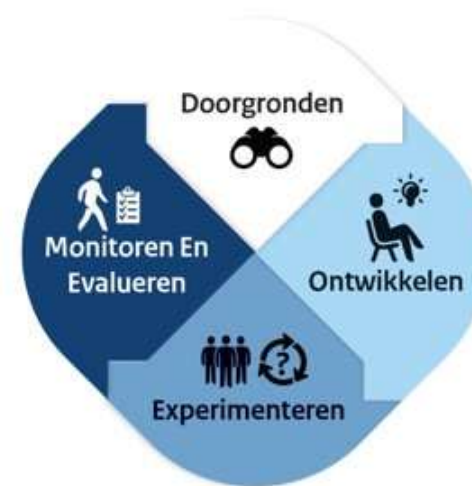 Doorgronden
Ontwikkelen
?
Experimenteren
Monitoren En
Evalueren